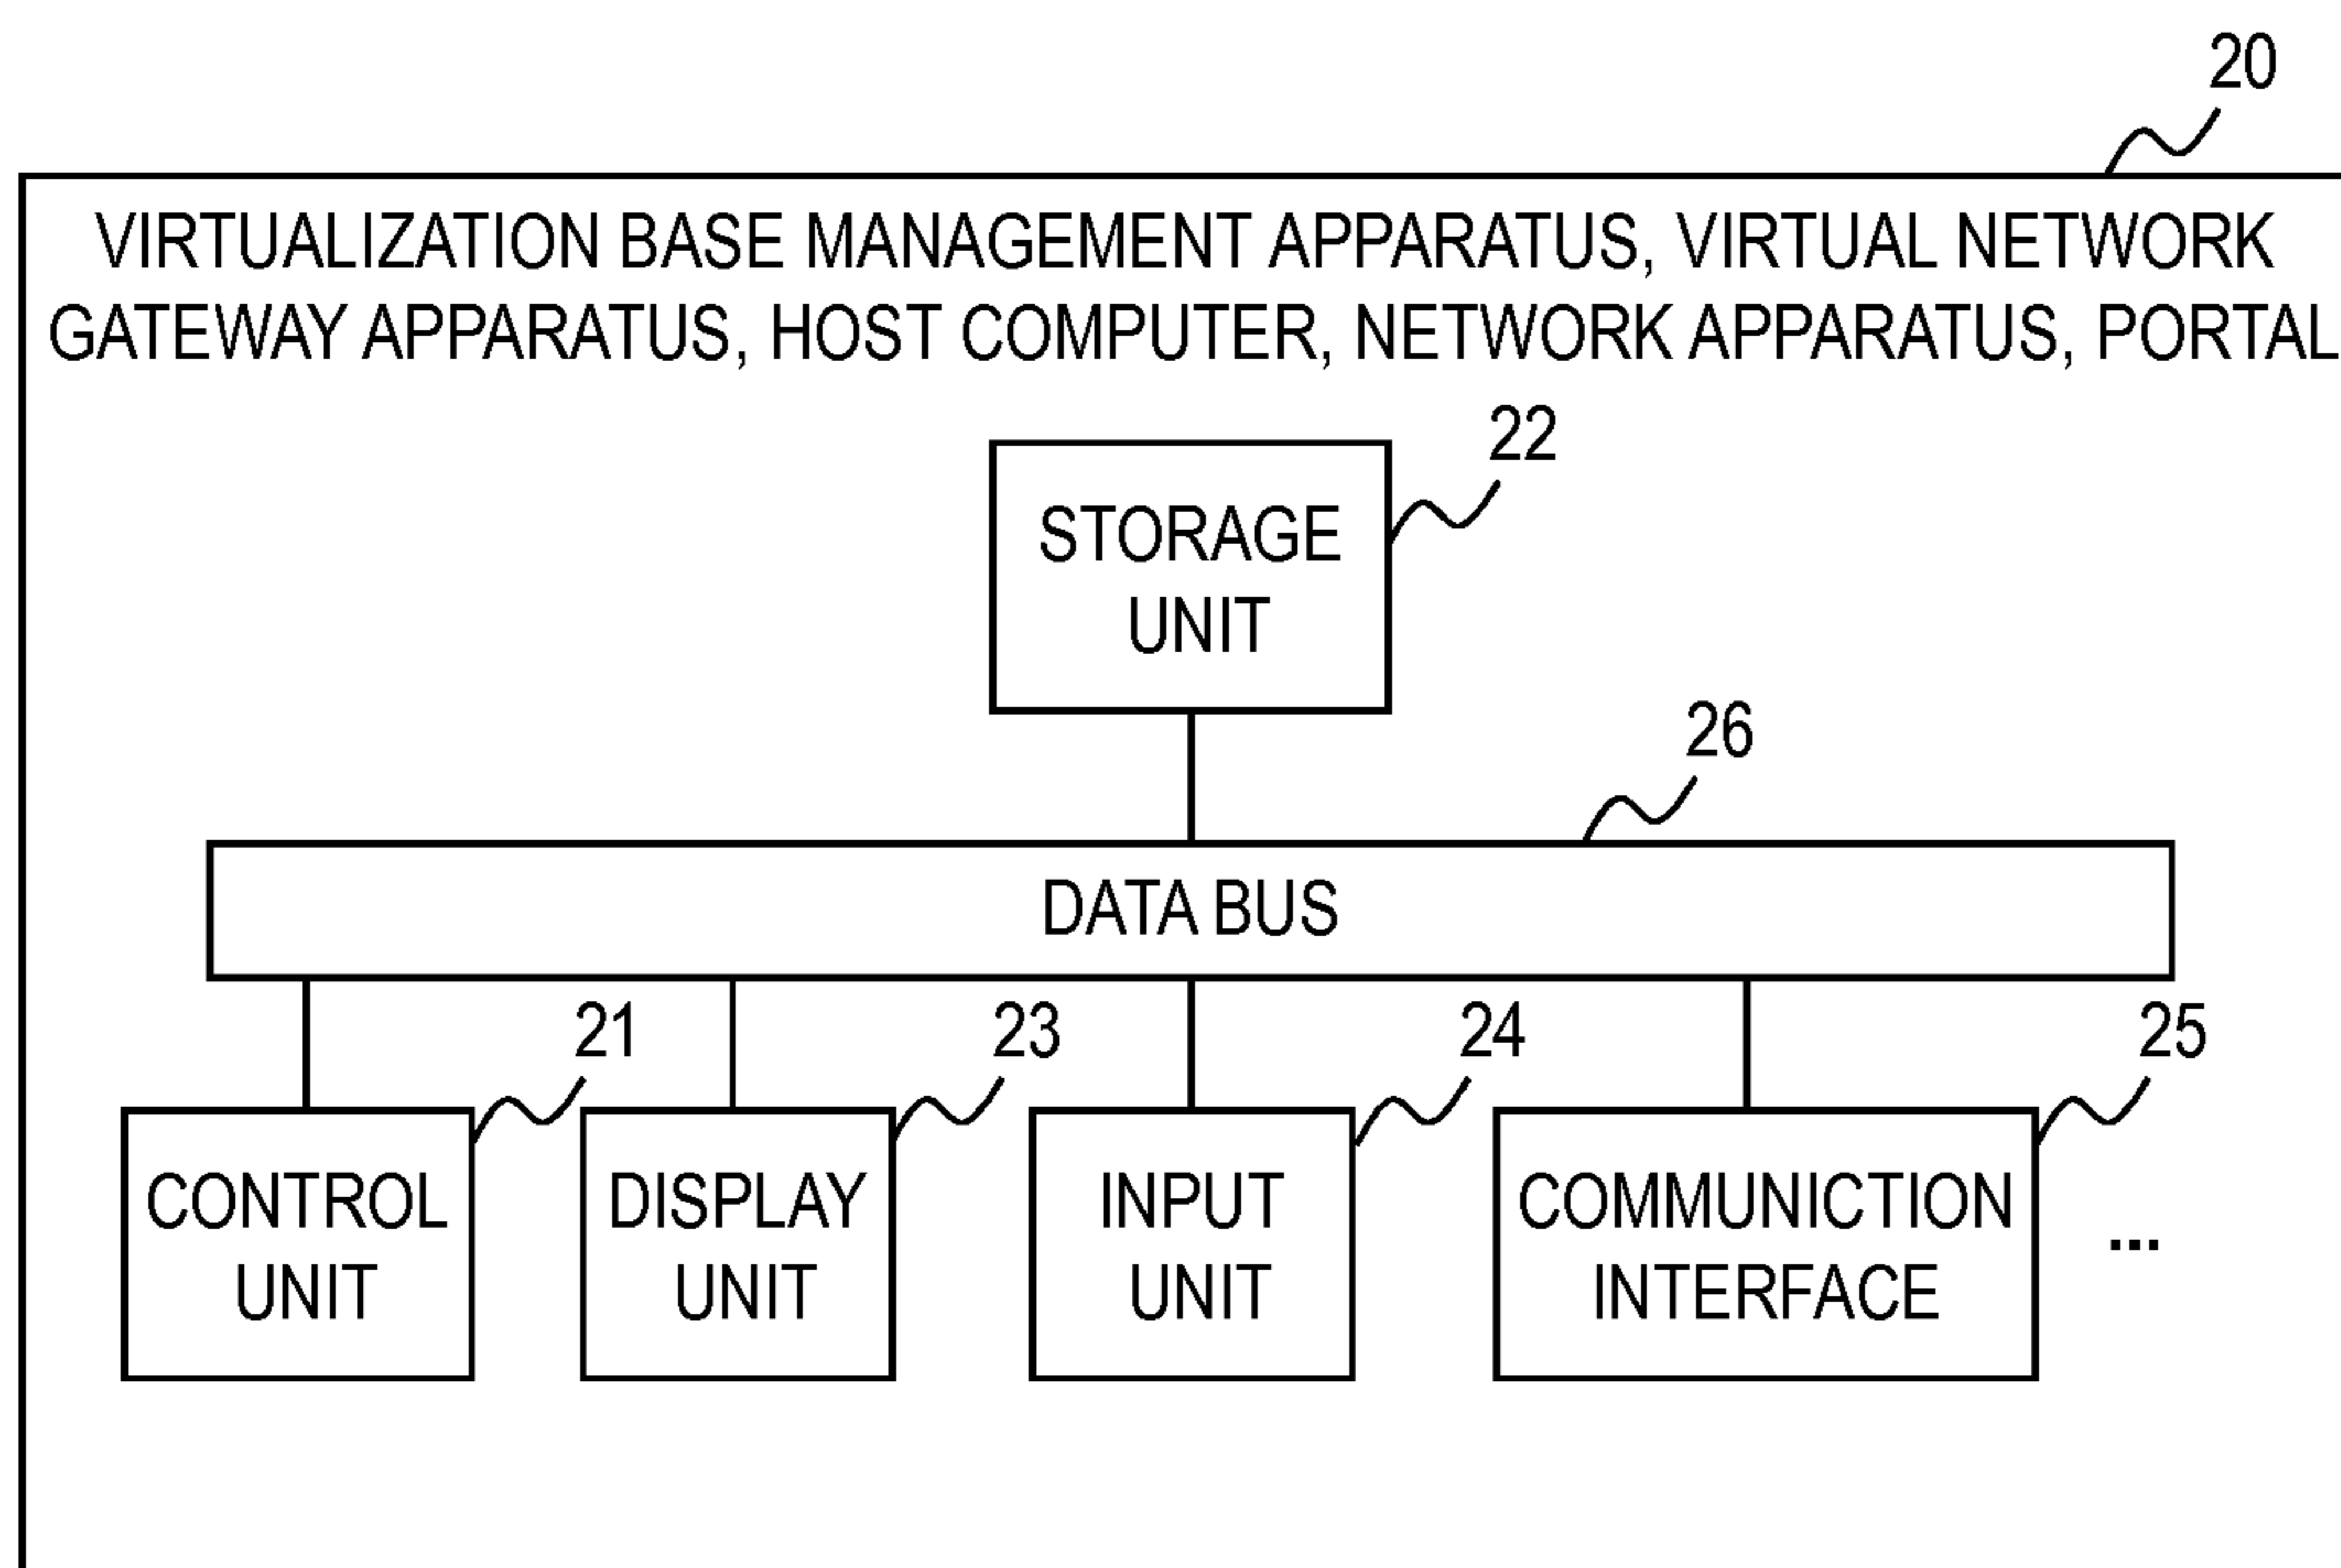 20
VIRTUALIZATION BASE MANAGEMENT APPARATUS, VIRTUAL NETWORK
GATEWAY APPARATUS, HOST COMPUTER, NETWORK APPARATUS, PORTAL
22
STORAGE
UNIT
26
DATA BUS
21
23
24
25
CONTROL
UNIT
DISPLAY
UNIT
INPUT
UNIT
COMMUNICTION
INTERFACE
...